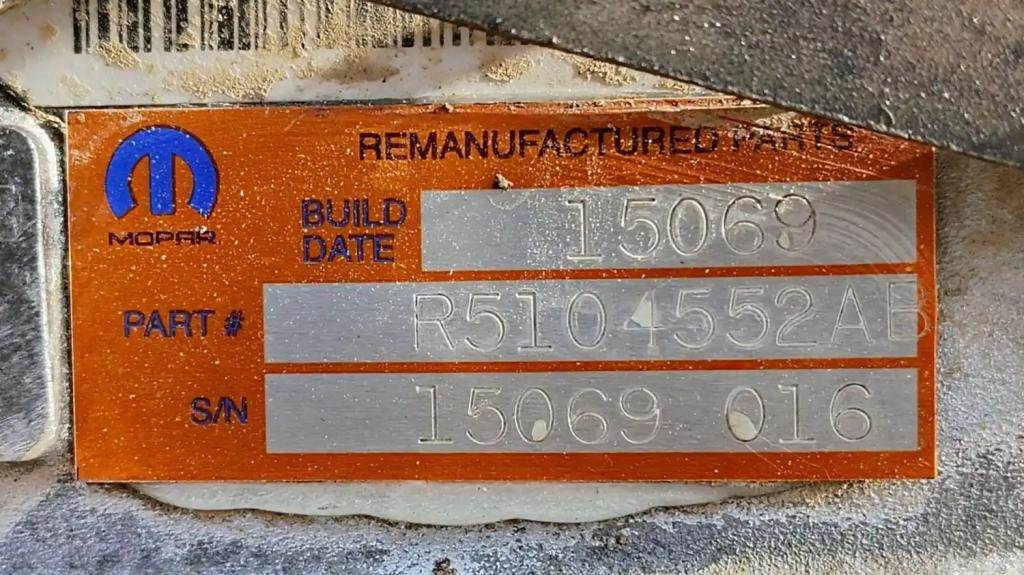 REMANUFACTURED PARTS
MOPAR
BUILD DATE 15069
PART # R5104552AB
S/N 15069 016